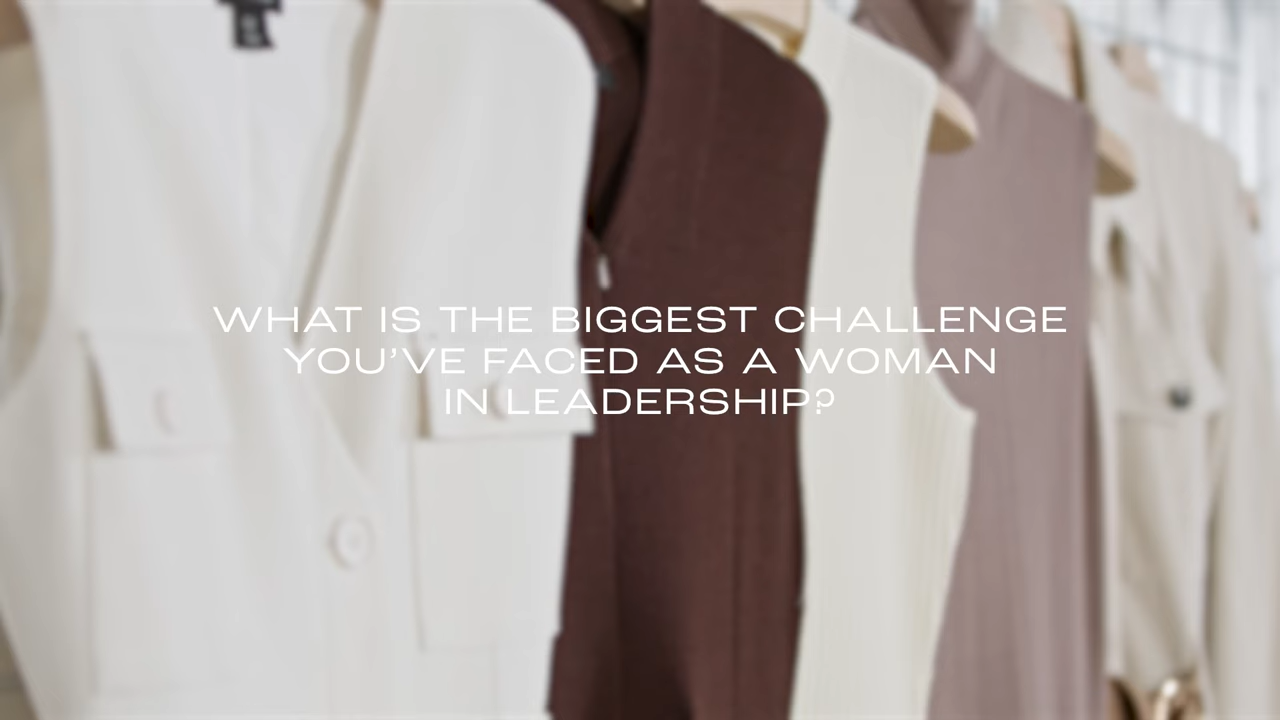 WHAT IS THE BIGGEST CHALLENGE
YOU'VE FACED AS A WOMAN
IN LEADERSHIP?